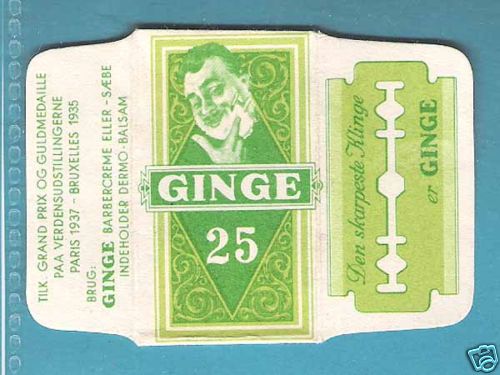 TILK. GRAND PRIX OG GULDMEDAILLE
PAA VERDENSUDSTILLINGERNE
PARIS 1937 - BRUXELLES 1935
BRUG:
GINGE BARBERCREME ELLER - SÆBE
INDEHOLDER DERMO-BALSAM
GINGE
25
Den skarpeste Klinge
er GINGE
ebY